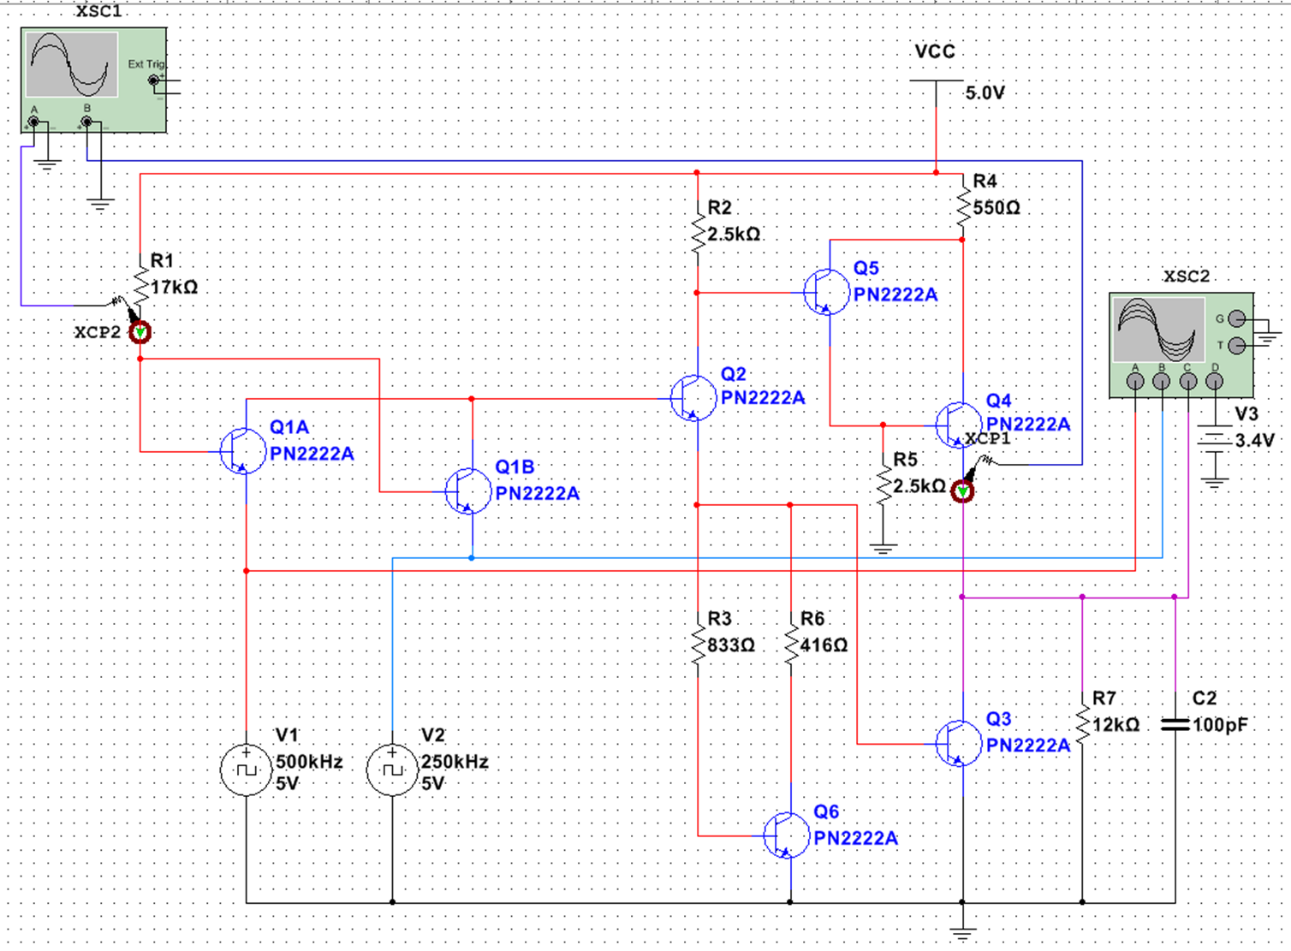 XSC1
Ext Trig
+
A
B
+
+
VCC
5.0V
R4
550Ω
R2
2.5kΩ
R1
17kΩ
Q5
PN2222A
XSC2
G
T
XCP2
Q2
PN2222A
A B C D
Q4
PN2222A
V3
3.4V
Q1A
PN2222A
XCP1
R5
2.5kΩ
Q1B
PN2222A
R3
833Ω
R6
416Ω
R7
12kΩ
C2
100pF
Q3
PN2222A
V1
500kHz
5V
V2
250kHz
5V
Q6
PN2222A